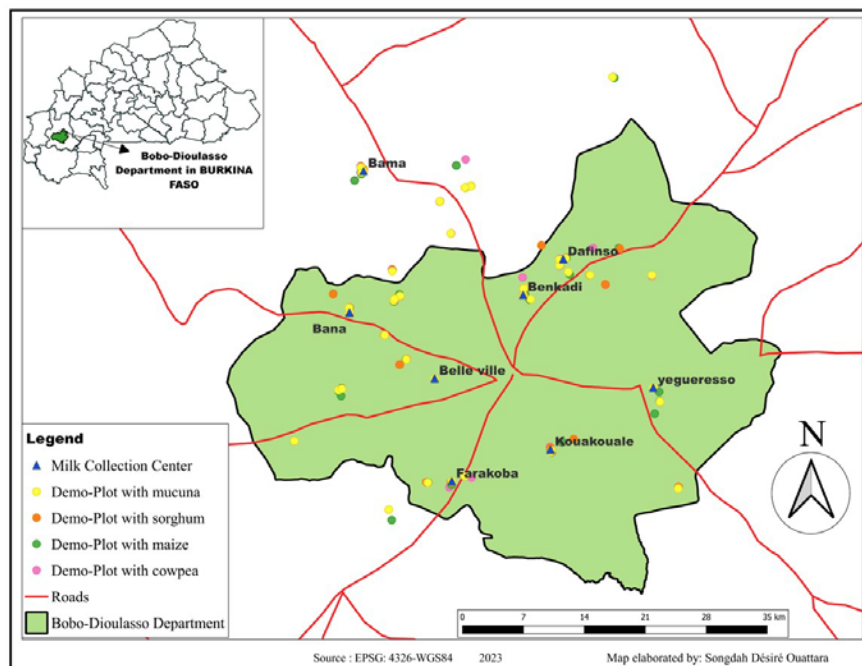 Bobo-Dioulasso
Department in BURKINA
FASO
Bama
Dafinso
Benkadi
Bana
Belle ville
yegueresso
Kouakouale
Farakoba
N
Legend
Milk Collection Center
Demo-Plot with mucuna
Demo-Plot with sorghum
Demo-Plot with maize
Demo-Plot with cowpea
Roads
Bobo-Dioulasso Department
0 7 14 21 28 35 km
Source : EPSG: 4326-WGS84 2023 Map elaborated by: Songdah Désiré Ouattara